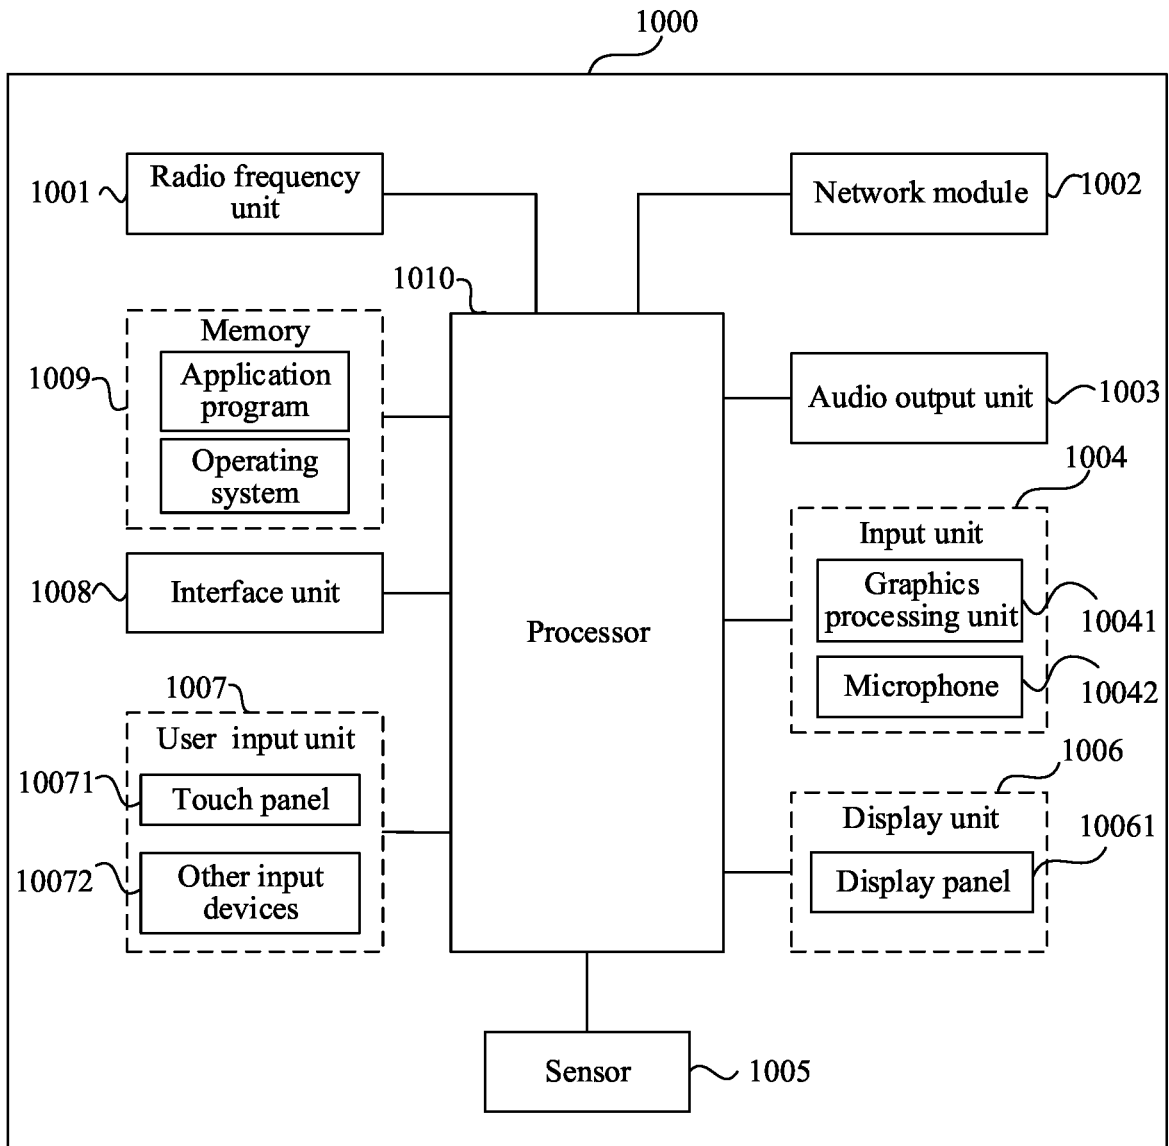 1000
1001
Radio frequency
unit
Network module
1002
1010
Memory
1009
Application
program
Operating
system
Audio output unit
1003
1004
Input unit
Graphics
processing unit
10041
Microphone
10042
1008
Interface unit
Processor
1007
User input unit
10071
Touch panel
10072
Other input
devices
1006
Display unit
10061
Display panel
Sensor
1005